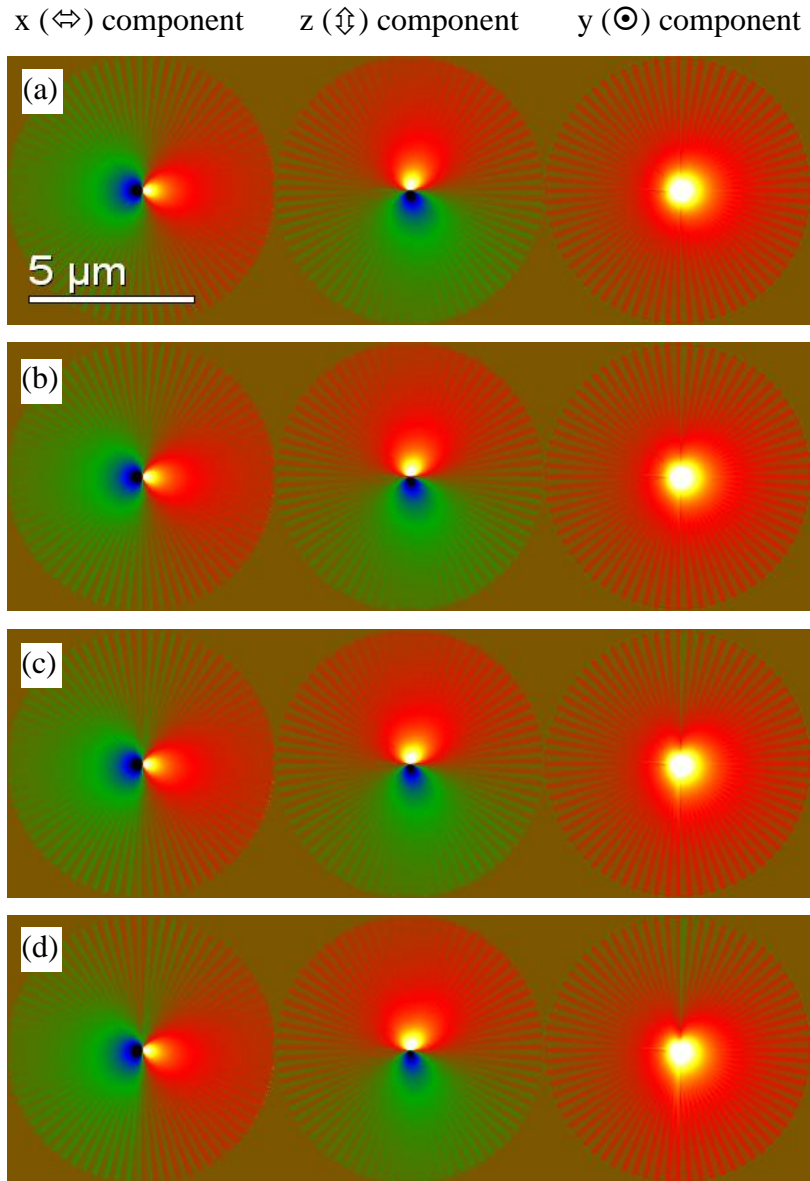 x (⬄) component z (⇳) component y (⊙) component
(a)
5 μm
(b)
(c)
(d)